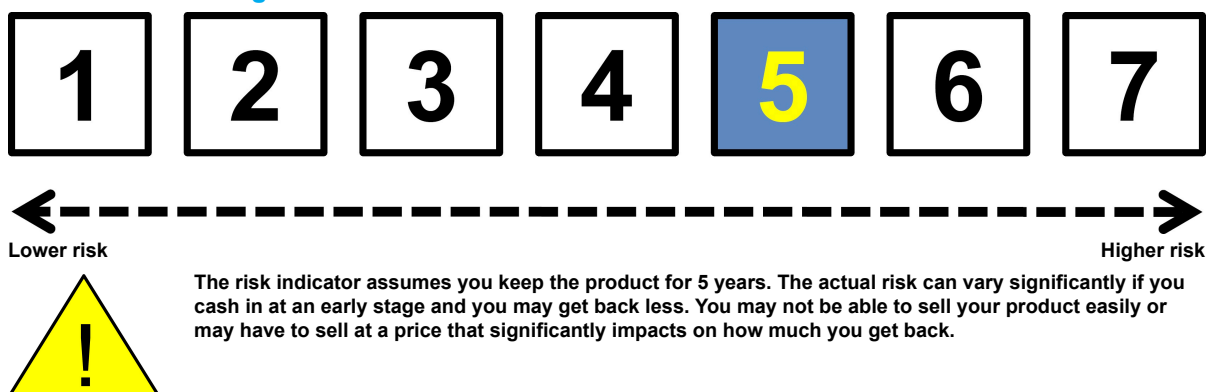 1 2 3 4 5 6 7
Lower risk Higher risk
The risk indicator assumes you keep the product for 5 years. The actual risk can vary significantly if you
cash in at an early stage and you may get back less. You may not be able to sell your product easily or
may have to sell at a price that significantly impacts on how much you get back.
!